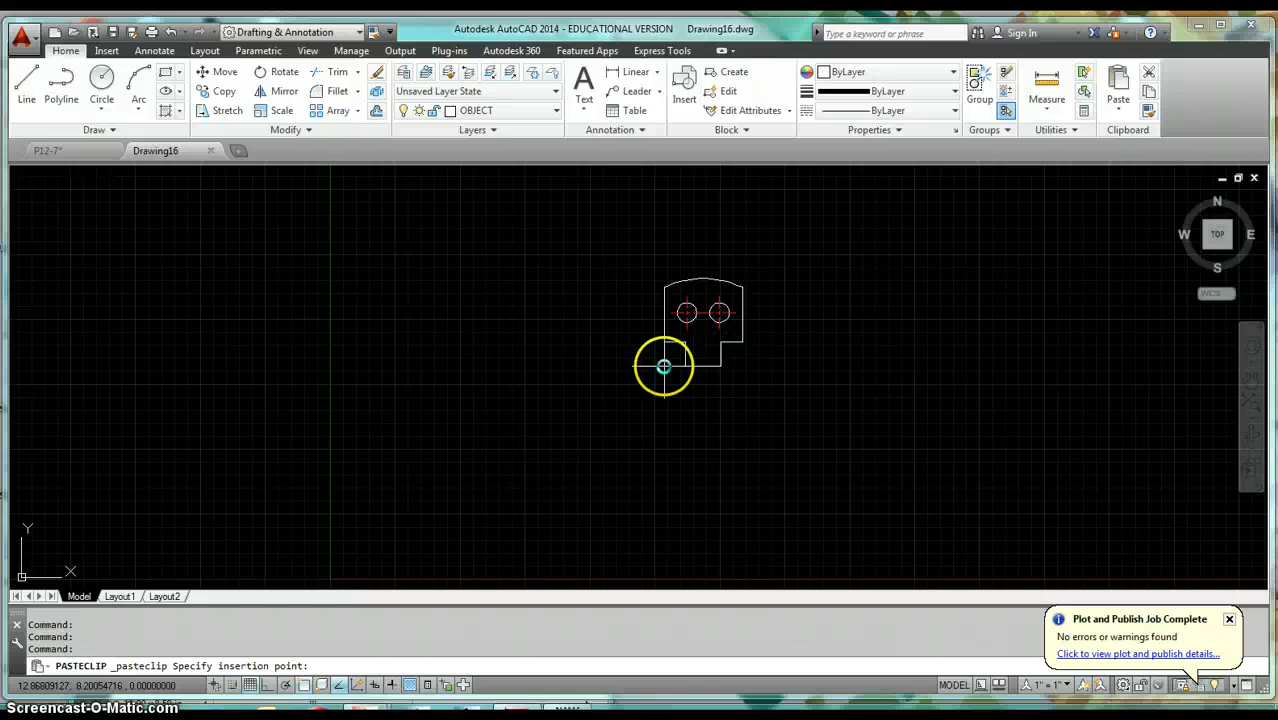 Drafting & Annotation
Autodesk AutoCAD 2014 - EDUCATIONAL VERSION Drawing16.dwg
Type a keyword or phrase
Sign In
Home Insert Annotate Layout Parametric View Manage Output Plug-ins Autodesk 360 Featured Apps Express Tools
Line Polyline Circle Arc
Move Rotate Trim
Copy Mirror Fillet
Stretch Scale Array
Unsaved Layer State
OBJECT
Text
Linear
Leader
Table
Insert
Create
Edit
Edit Attributes
ByLayer
ByLayer
ByLayer
Group
Measure
Paste
Draw Modify Layers Annotation Block Properties Groups Utilities Clipboard
P12-7* Drawing16
N
W TOP E
S
WCS
Y
X
Model Layout1 Layout2
Command:
Command:
Command:
PASTECLIP _pasteclip Specify insertion point:
Plot and Publish Job Complete
No errors or warnings found
Click to view plot and publish details...
12.86809127, 8.20054716, 0.00000000
MODEL
1" = 1"
Screencast-O-Matic.com